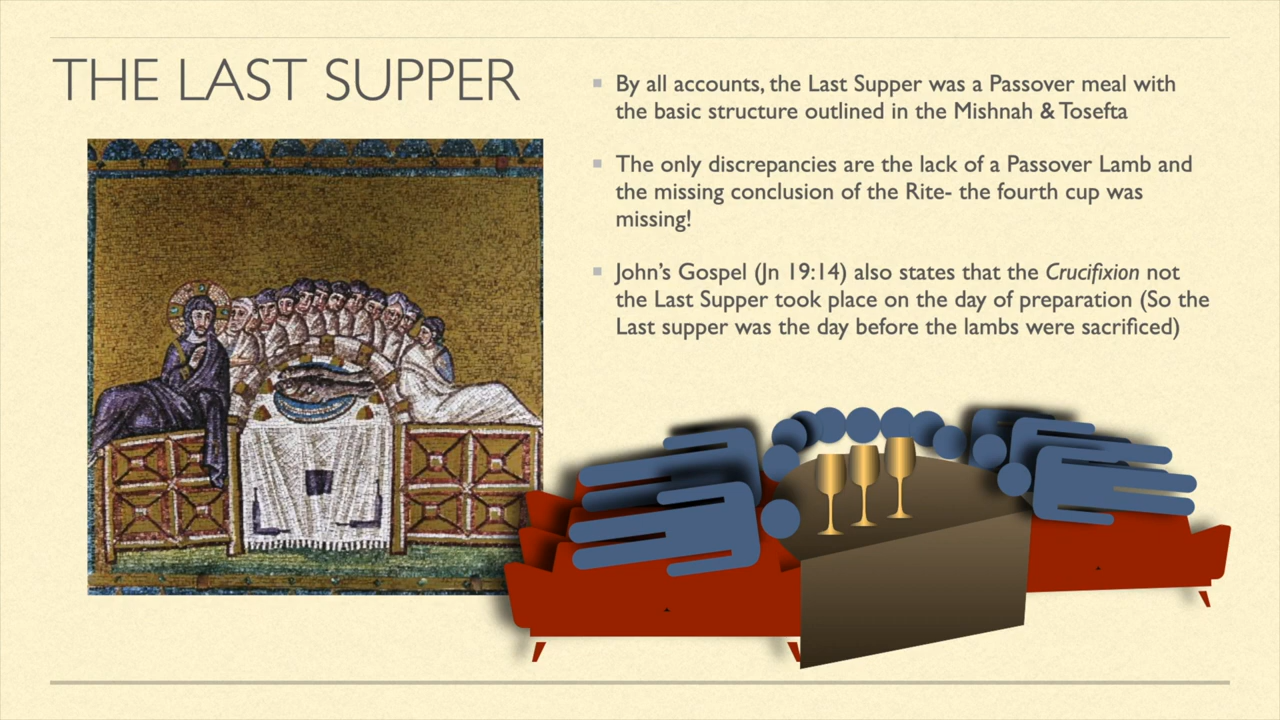 THE LAST SUPPER
▪ By all accounts, the Last Supper was a Passover meal with
the basic structure outlined in the Mishnah & Tosefta
▪ The only discrepancies are the lack of a Passover Lamb and
the missing conclusion of the Rite- the fourth cup was
missing!
▪ John’s Gospel (Jn 19:14) also states that the Crucifixion not
the Last Supper took place on the day of preparation (So the
Last supper was the day before the lambs were sacrificed)